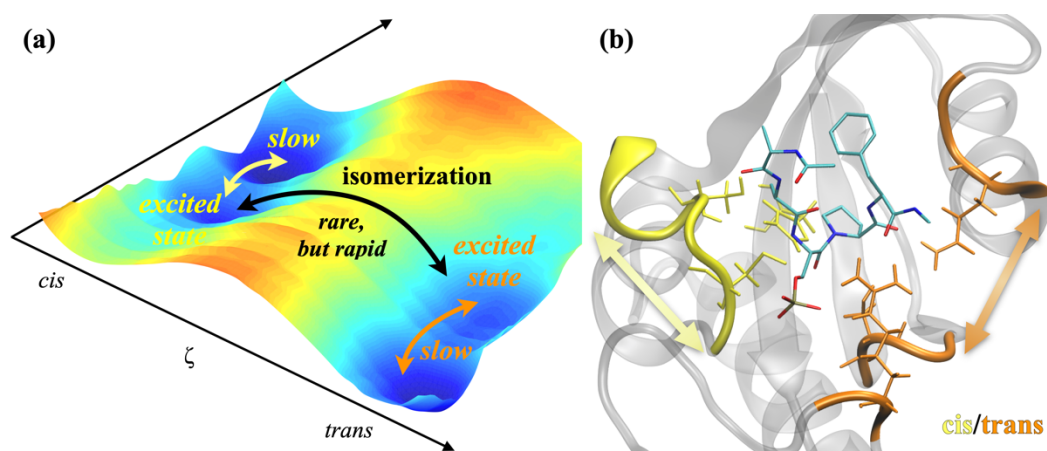 (a)
slow
isomerization
excited
state
rare,
but rapid
excited
state
slow
cis
ζ
trans
(b)
cis/trans